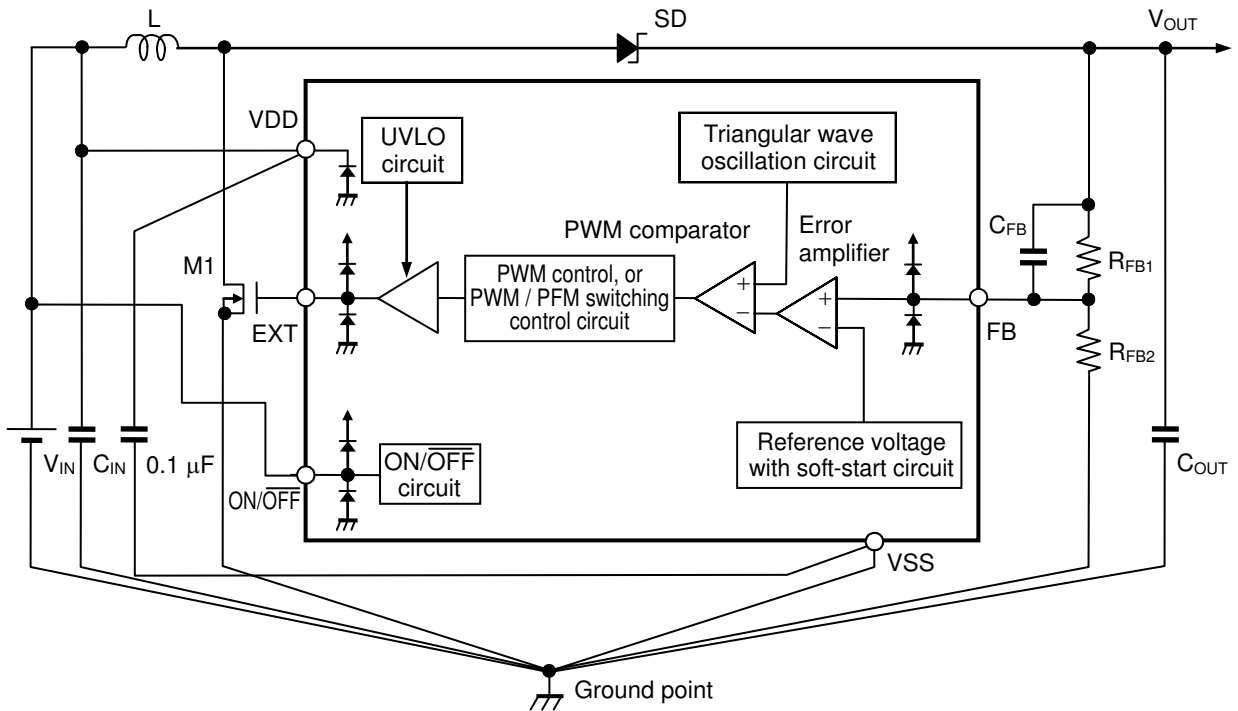 L
SD
VOUT
VDD
UVLO
circuit
Triangular wave
oscillation circuit
PWM comparator
Error
amplifier
CFB
RFB1
M1
PWM control, or
PWM / PFM switching
control circuit
+
−
+
−
EXT
FB
RFB2
VIN
CIN
0.1 µF
ON/O̅F̅F̅
ON/O̅F̅F̅
circuit
Reference voltage
with soft-start circuit
COUT
VSS
Ground point